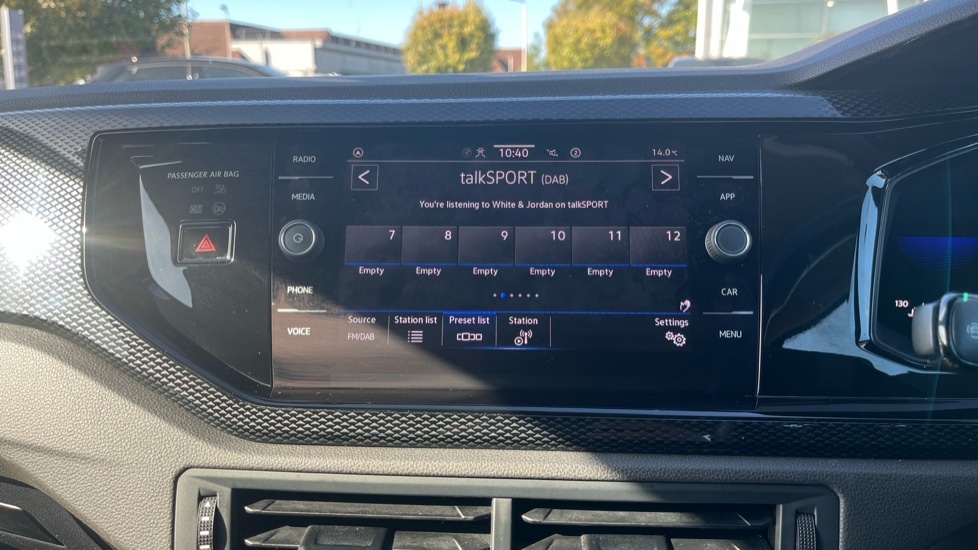 PASSENGER AIR BAG
OFF
RADIO
MEDIA
PHONE
VOICE
10:40
2
14.0°C
< talkSPORT (DAB) >
You're listening to White & Jordan on talkSPORT
7 8 9 10 11 12
Empty Empty Empty Empty Empty Empty
Source Station list Preset list Station Settings
FM/DAB
NAV
APP
CAR
MENU
130